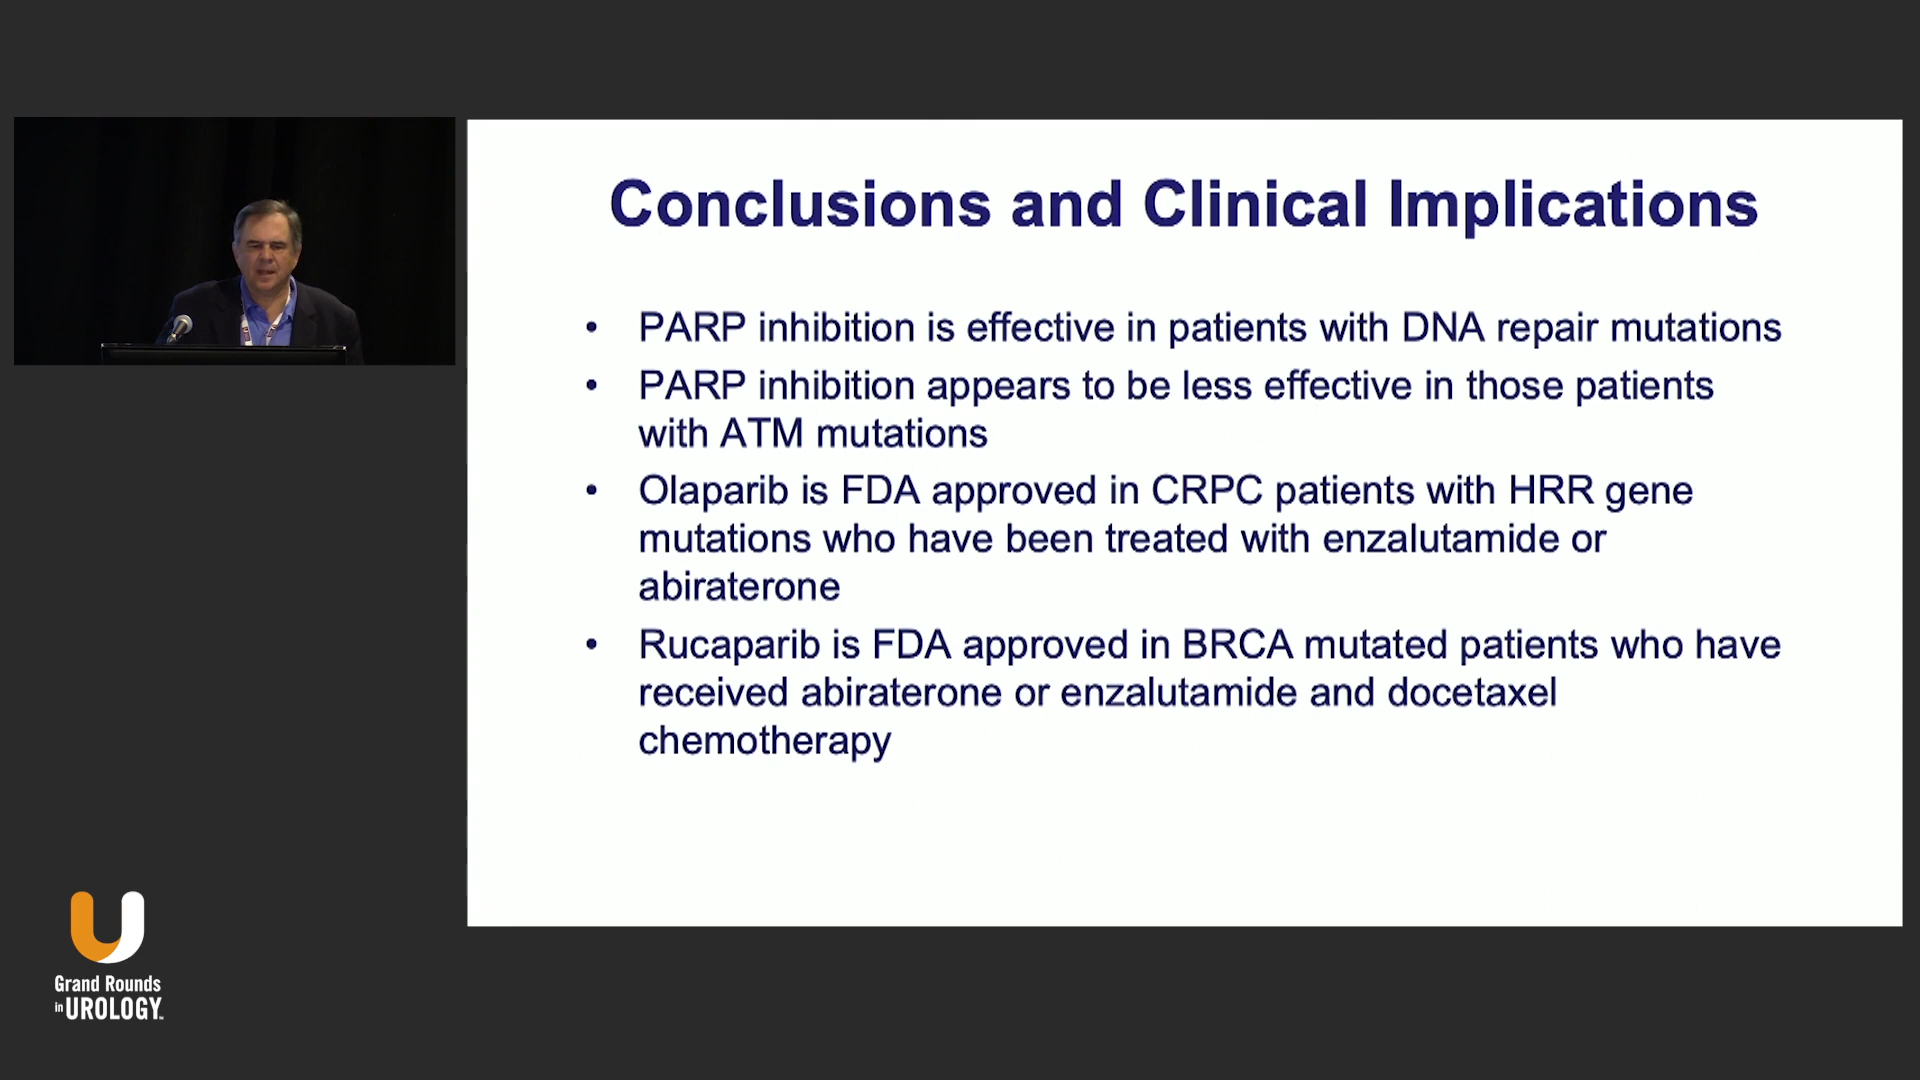 Conclusions and Clinical Implications
• PARP inhibition is effective in patients with DNA repair mutations
• PARP inhibition appears to be less effective in those patients
with ATM mutations
• Olaparib is FDA approved in CRPC patients with HRR gene
mutations who have been treated with enzalutamide or
abiraterone
• Rucaparib is FDA approved in BRCA mutated patients who have
received abiraterone or enzalutamide and docetaxel
chemotherapy
Grand Rounds
in UROLOGY™